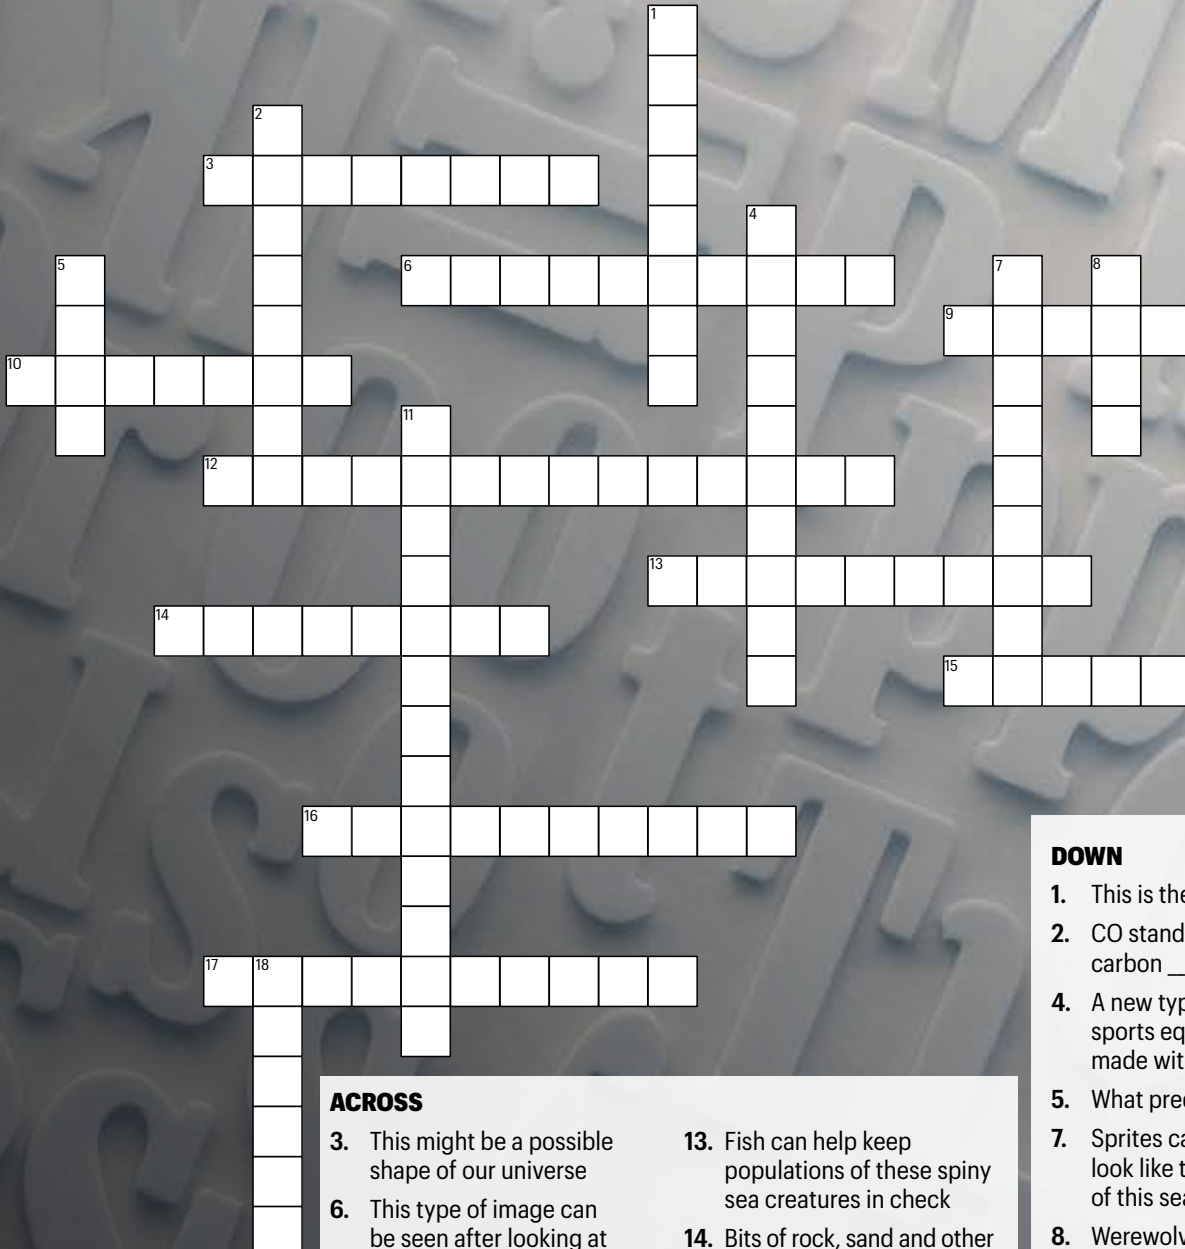 1
2
3
4
5
6
7
8
9
10
11
12
13
14
15
16
17
18
ACROSS
3. This might be a possible
shape of our universe
6. This type of image can
be seen after looking at
13. Fish can help keep
populations of these spiny
sea creatures in check
14. Bits of rock, sand and other
DOWN
1. This is the
2. CO stand
carbon __
4. A new typ
sports eq
made wit
5. What pre
7. Sprites ca
look like t
of this sea
8. Werewolv